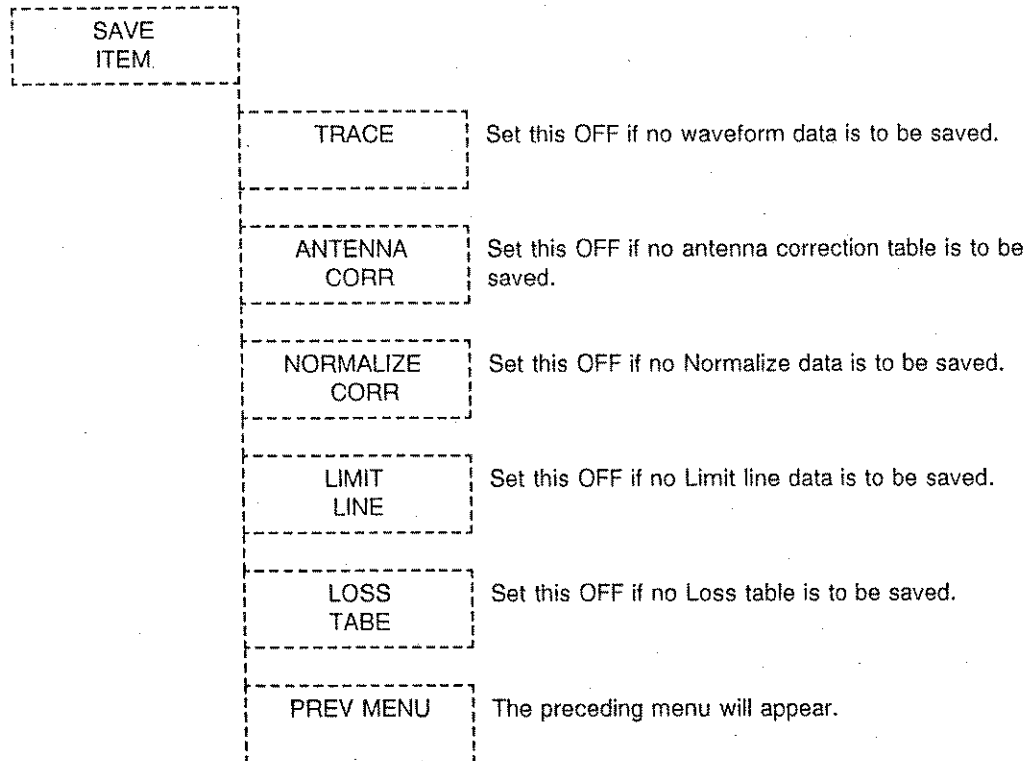 SAVE
ITEM
TRACE
Set this OFF if no waveform data is to be saved.
ANTENNA
CORR
Set this OFF if no antenna correction table is to be
saved.
NORMALIZE
CORR
Set this OFF if no Normalize data is to be saved.
LIMIT
LINE
Set this OFF if no Limit line data is to be saved.
LOSS
TABE
Set this OFF if no Loss table is to be saved.
PREV MENU
The preceding menu will appear.